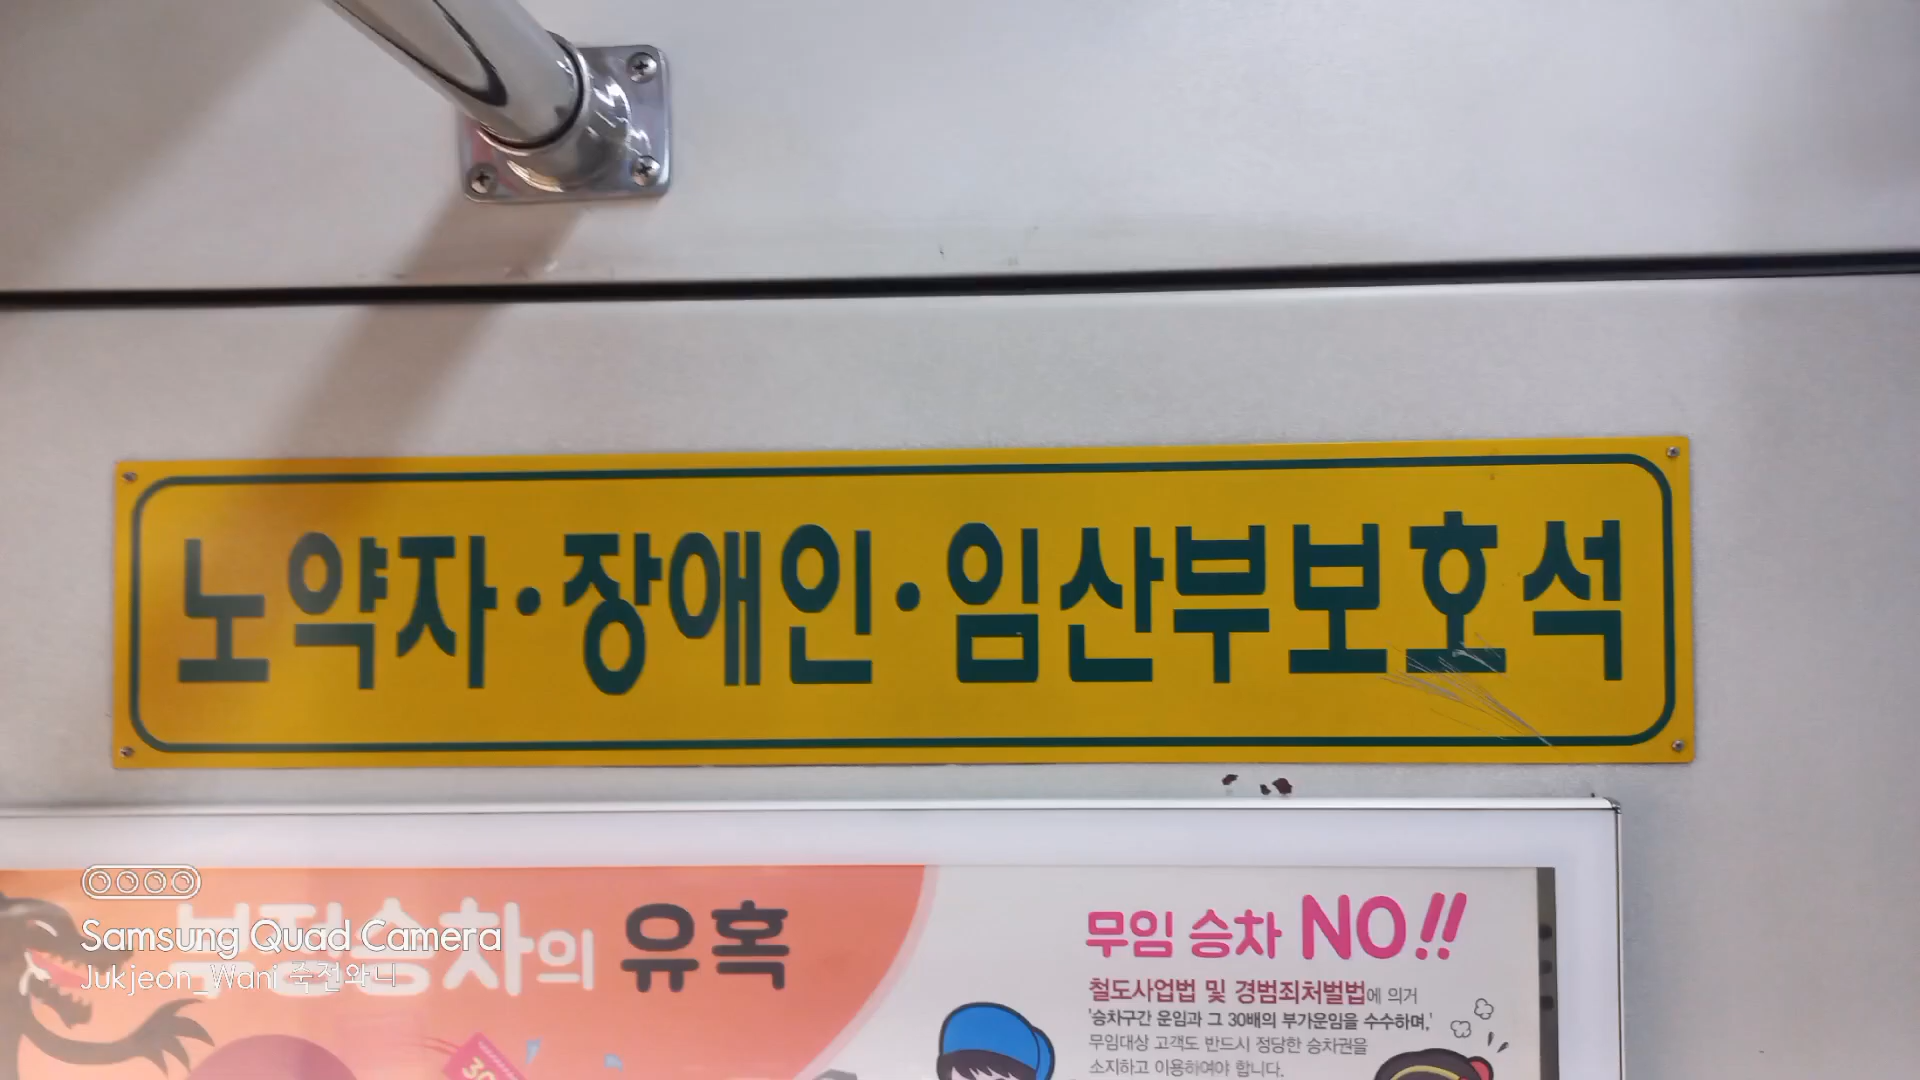 노약자·장애인·임산부보호석
부정승차의 유혹
Samsung Quad Camera
Jukjeon_Wani 죽전와니
무임 승차 NO!!
철도사업법 및 경범죄처벌법에 의거
'승차구간 운임과 그 30배의 부가운임을 수수하며,'
무임대상 고객도 반드시 정당한 승차권을
소지하고 이용하여야 합니다.
30